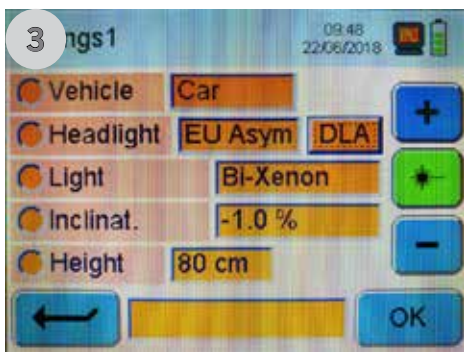 3 ngs1 09:48
22/06/2018
Vehicle Car
Headlight EU Asym DLA
Light Bi-Xenon
Inclinat. -1.0 %
Height 80 cm
+
-
OK